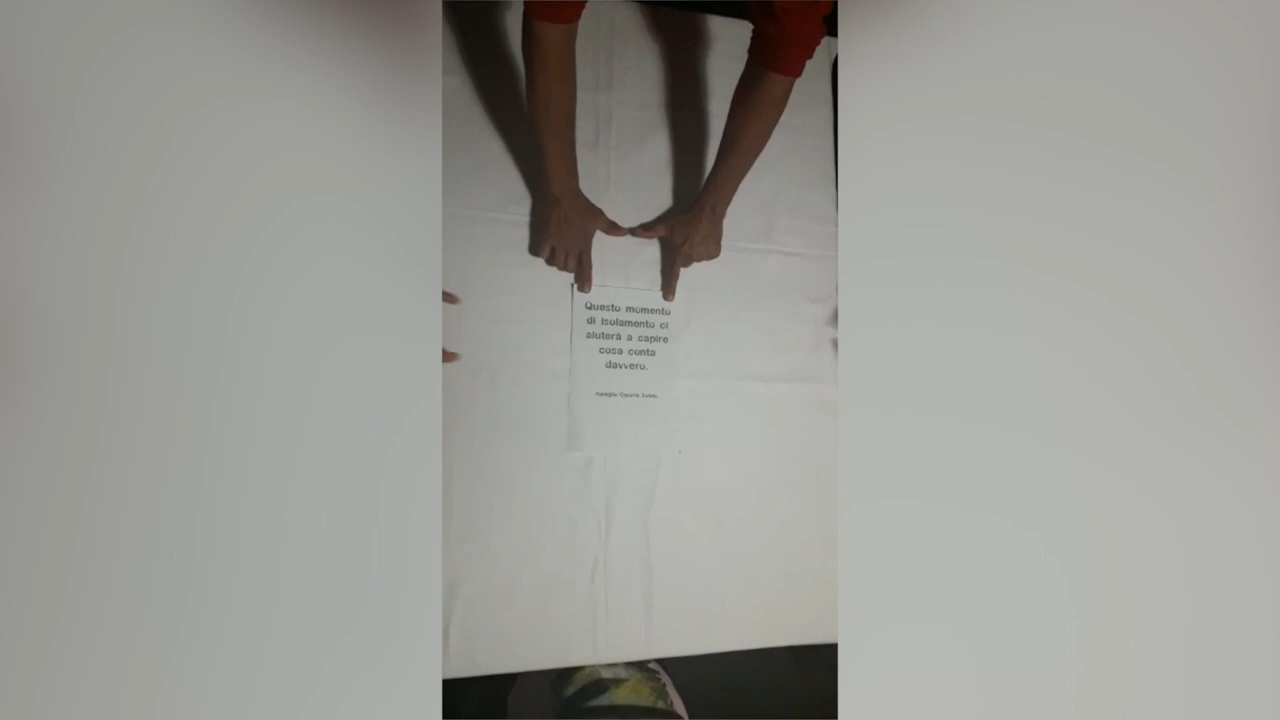 Questo momento
di isolamento ci
aiuterà a capire
cosa conta
davvero.